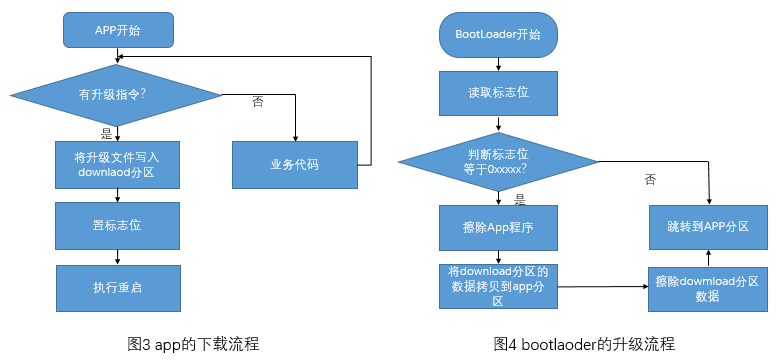 APP开始
有升级指令?
否
是
将升级文件写入
downlaod分区
业务代码
置标志位
执行重启
图3 app的下载流程
BootLoader开始
读取标志位
判断标志位
等于0xxxxx?
否
是
擦除App程序
跳转到APP分区
将download分区的
数据拷贝到app分
区
擦除dowmload分区
数据
图4 bootlaoder的升级流程